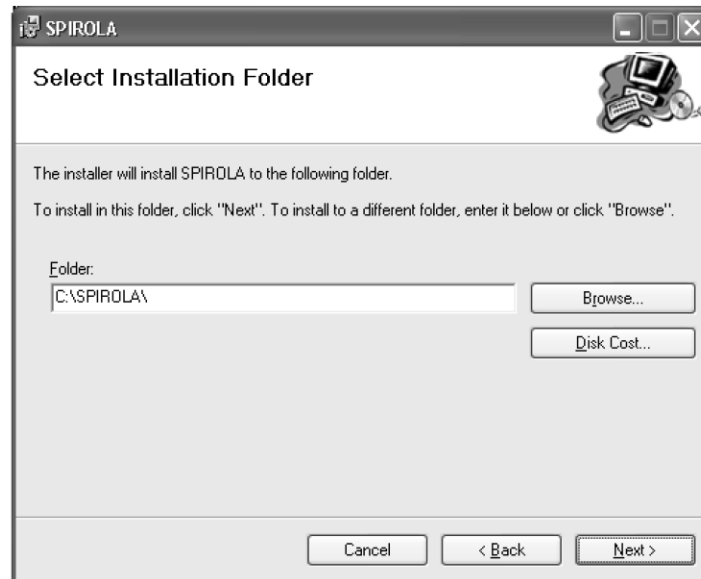 SPIROLA
Select Installation Folder
The installer will install SPIROLA to the following folder.
To install in this folder, click "Next". To install to a different folder, enter it below or click "Browse".
Folder:
C:\SPIROLA\
Browse...
Disk Cost...
Cancel
< Back
Next >